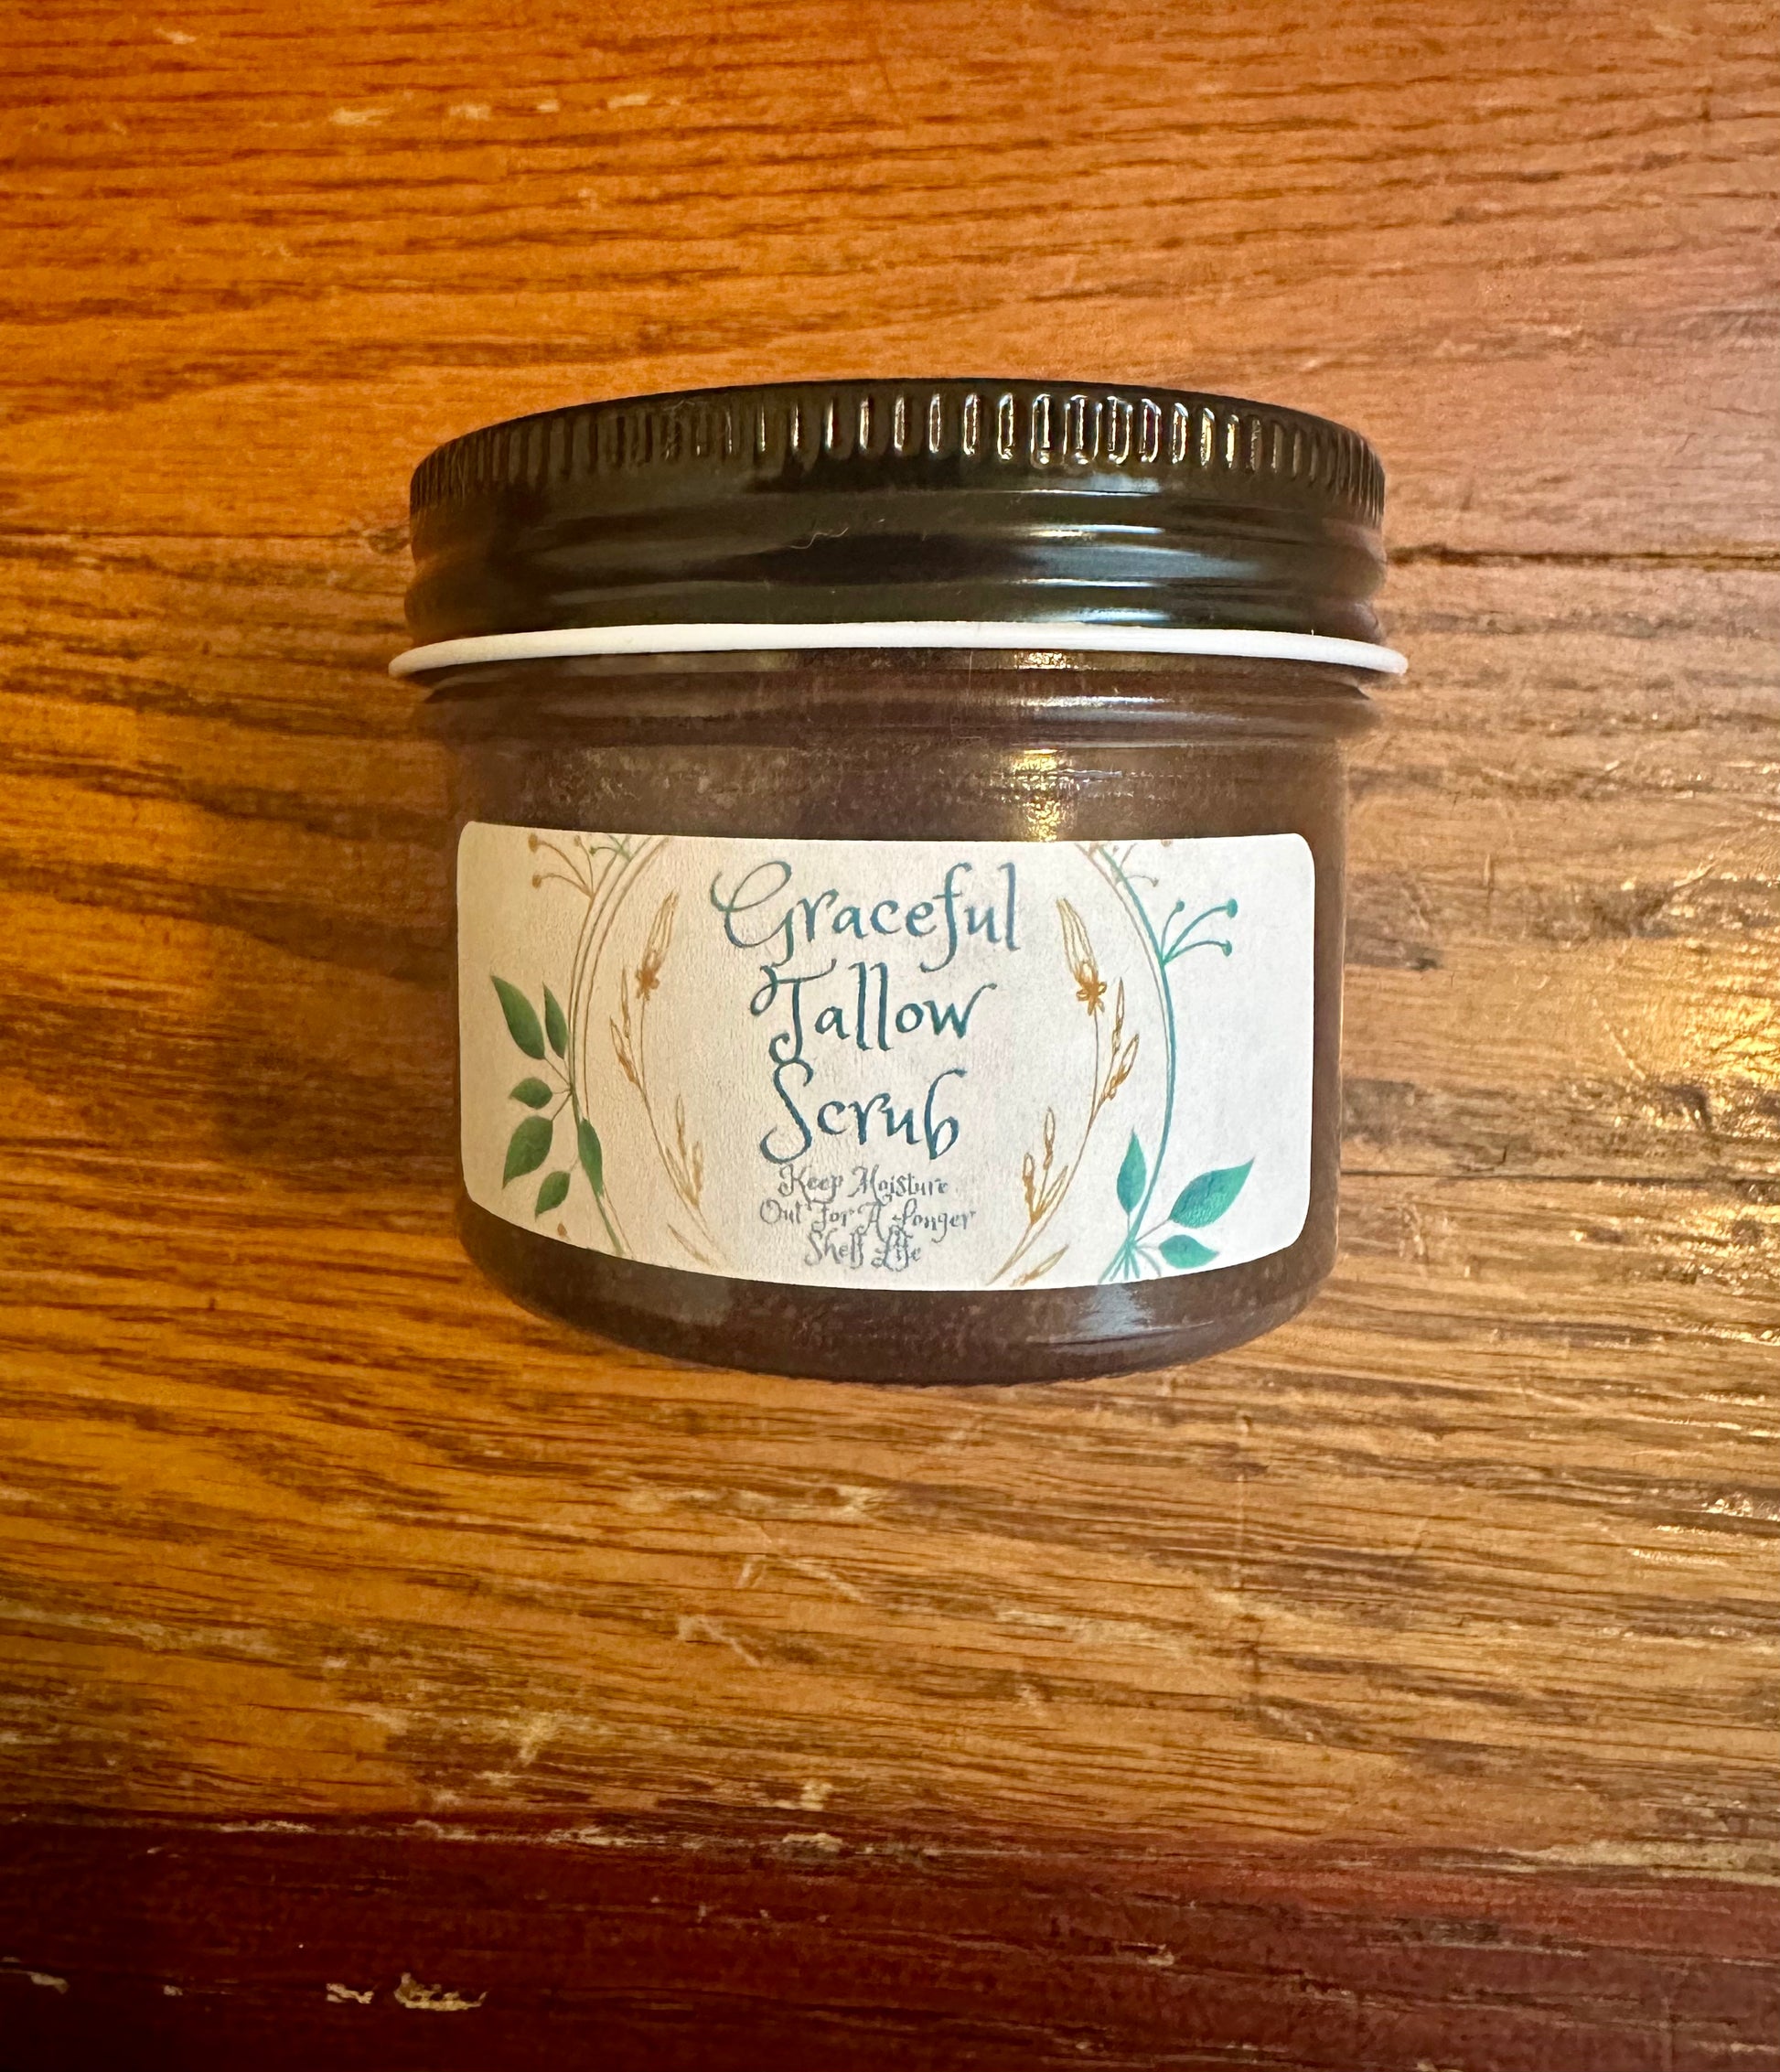 Graceful
Tallow
Scrub
Keep Moisture
Out For A Longer
Shelf Life